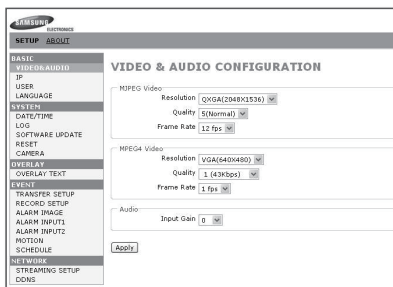 SAMSUNG
ELECTRONICS
SETUP ABOUT
BASIC
VIDEO&AUDIO
IP
USER
LANGUAGE
SYSTEM
DATE/TIME
LOG
SOFTWARE UPDATE
RESET
CAMERA
OVERLAY
OVERLAY TEXT
EVENT
TRANSFER SETUP
RECORD SETUP
ALARM IMAGE
ALARM INPUT1
ALARM INPUT2
MOTION
SCHEDULE
NETWORK
STREAMING SETUP
DDNS
VIDEO & AUDIO CONFIGURATION
MJPEG Video
Resolution QXGA(2048X1536)
Quality 5(Normal)
Frame Rate 12 fps
MPEG4 Video
Resolution VGA(640X480)
Quality 1 (43Kbps)
Frame Rate 1 fps
Audio
Input Gain 0
Apply